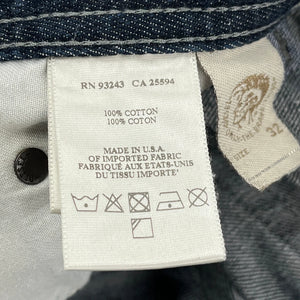 RN 93243 CA 25594
100% COTTON
100% COTTON
MADE IN U.S.A.
OF IMPORTED FABRIC
FABRIQUÉ AUX ETATS-UNIS
DU TISSU IMPORTE'
SIZE 32